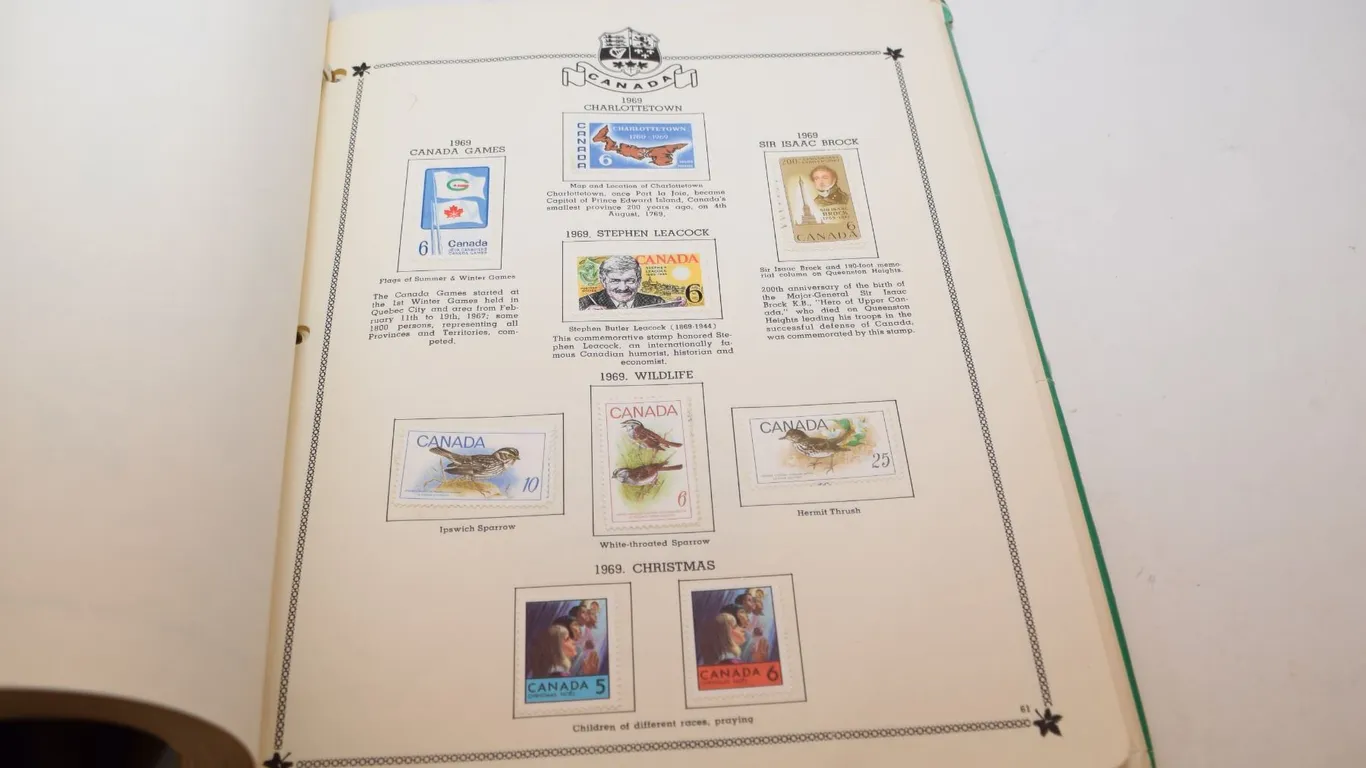 CANADA
1969
CHARLOTTETOWN
CANADA
CHARLOTTETOWN
1769-1969
6
Map and Location of Charlottetown
Charlottetown, once Port la Joie, became
Capital of Prince Edward Island, Canada's
smallest province 200 years ago, on 4th
August, 1769.
1969
CANADA GAMES
6
Canada
Flags of Summer & Winter Games
The Canada Games started at
the 1st Winter Games held in
Quebec City and area from Feb-
ruary 11th to 19th, 1967; some
1800 persons, representing all
Provinces and Territories, com-
peted.
1969. STEPHEN LEACOCK
CANADA
STEPHEN
LEACOCK
6
Stephen Butler Leacock (1869-1944)
This commemorative stamp honored Ste-
phen Leacock, an internationally fa-
mous Canadian humorist, historian and
economist.
1969
SIR ISAAC BROCK
SIR ISAAC
BROCK
6
CANADA
Sir Isaac Brock and 190-foot memo-
rial column on Queenston Heights.
200th anniversary of the birth of
the Major-General Sir Isaac
Brock K.B., "Hero of Upper Can-
ada," who died on Queenston
Heights leading his troops in the
successful defense of Canada,
was commemorated by this stamp.
1969. WILDLIFE
CANADA
10
Ipswich Sparrow
CANADA
6
White-throated Sparrow
CANADA
25
Hermit Thrush
1969. CHRISTMAS
CANADA 5
CANADA 6
Children of different races, praying
61